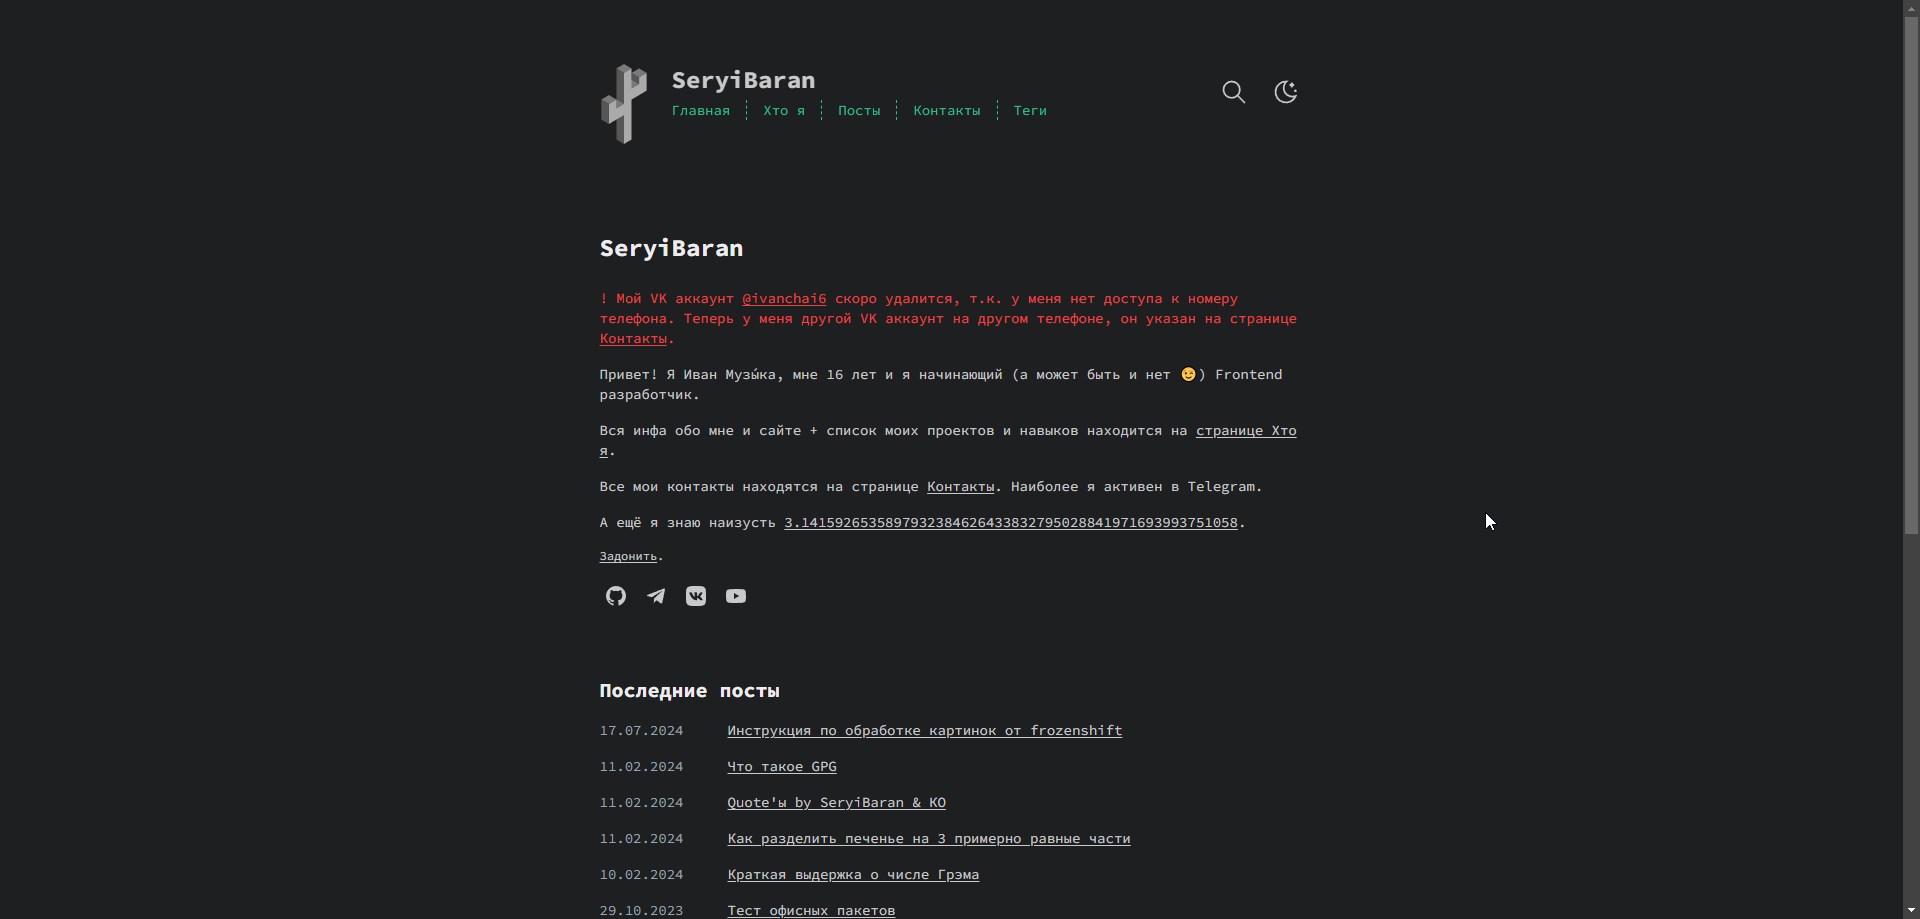 SeryiBaran
Главная Хто я Посты Контакты Теги
SeryiBaran
! Мой VK аккаунт @ivanchai6 скоро удалится, т.к. у меня нет доступа к номеру
телефона. Теперь у меня другой VK аккаунт на другом телефоне, он указан на странице
Контакты.
Привет! Я Иван Музы́ка, мне 16 лет и я начинающий (а может быть и нет 😉) Frontend
разработчик.
Вся инфа обо мне и сайте + список моих проектов и навыков находится на странице Хто
я.
Все мои контакты находятся на странице Контакты. Наиболее я активен в Telegram.
А ещё я знаю наизусть 3.1415926535897932384626433832795028841971693993751058.
Задонить.
Последние посты
17.07.2024 Инструкция по обработке картинок от frozenshift
11.02.2024 Что такое GPG
11.02.2024 Quote'ы by SeryiBaran & КО
11.02.2024 Как разделить печенье на 3 примерно равные части
10.02.2024 Краткая выдержка о числе Грэма
29.10.2023 Тест офисных пакетов